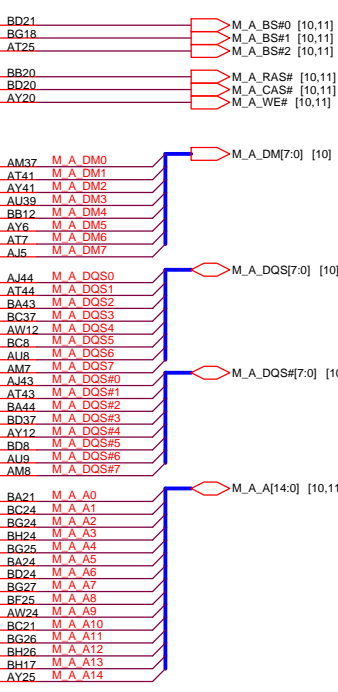 BD21 M_A_BS#0 [10,11]
BG18 M_A_BS#1 [10,11]
AT25 M_A_BS#2 [10,11]
BB20 M_A_RAS# [10,11]
BD20 M_A_CAS# [10,11]
AY20 M_A_WE# [10,11]
M_A_DM[7:0] [10]
AM37 M_A_DM0
AT41 M_A_DM1
AY41 M_A_DM2
AU39 M_A_DM3
BB12 M_A_DM4
AY6 M_A_DM5
AT7 M_A_DM6
AJ5 M_A_DM7
M_A_DQS[7:0] [10]
AJ44 M_A_DQS0
AT44 M_A_DQS1
BA43 M_A_DQS2
BC37 M_A_DQS3
AW12 M_A_DQS4
BC8 M_A_DQS5
AU8 M_A_DQS6
AM7 M_A_DQS7
M_A_DQS#[7:0] [10
AJ43 M_A_DQS#0
AT43 M_A_DQS#1
BA44 M_A_DQS#2
BD37 M_A_DQS#3
AY12 M_A_DQS#4
BD8 M_A_DQS#5
AU9 M_A_DQS#6
AM8 M_A_DQS#7
M_A_A[14:0] [10,11
BA21 M_A_A0
BC24 M_A_A1
BG24 M_A_A2
BH24 M_A_A3
BG25 M_A_A4
BA24 M_A_A5
BD24 M_A_A6
BG27 M_A_A7
BF25 M_A_A8
AW24 M_A_A9
BC21 M_A_A10
BG26 M_A_A11
BH26 M_A_A12
BH17 M_A_A13
AY25 M_A_A14